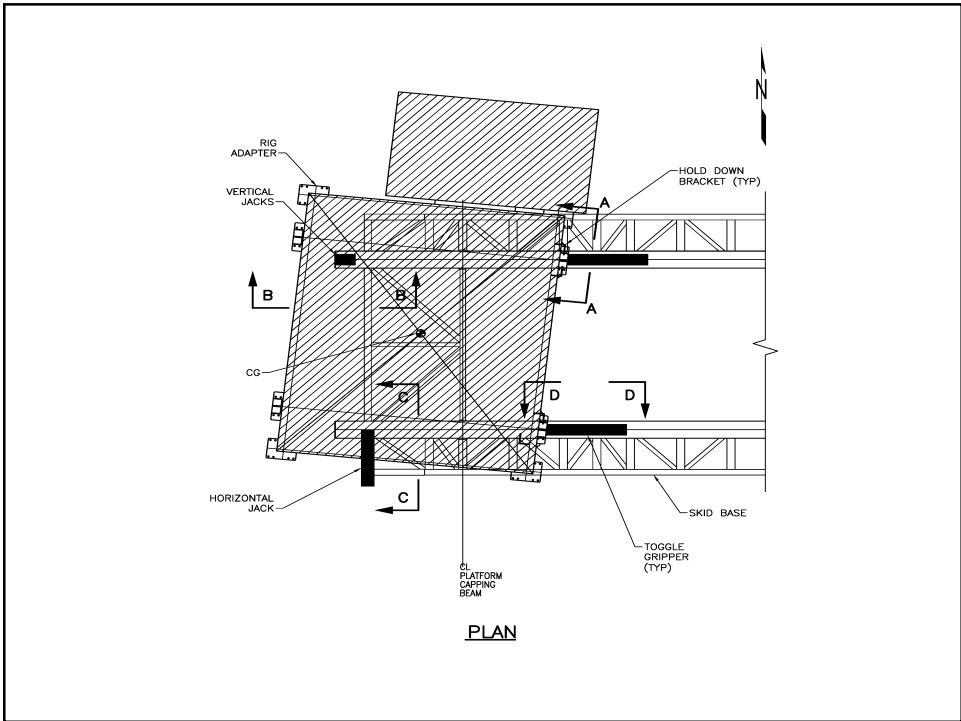 N
RIG
ADAPTER
HOLD DOWN
BRACKET (TYP)
VERTICAL
JACKS
A
B
B
A
CG
C
D
D
HORIZONTAL
JACK
C
SKID BASE
TOGGLE
GRIPPER
(TYP)
CL
PLATFORM
CAPPING
BEAM
PLAN